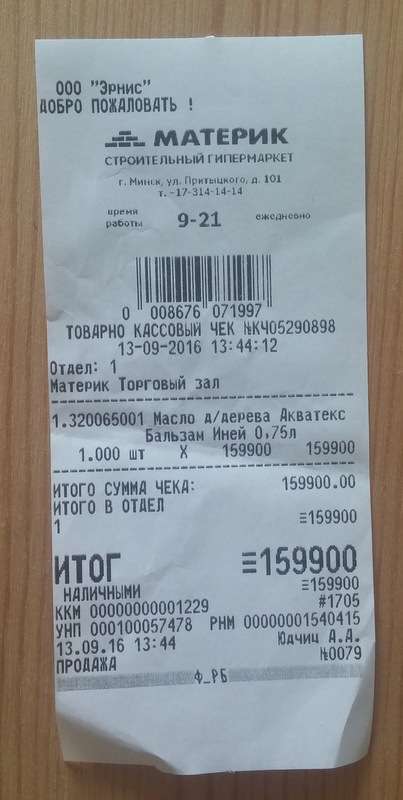 ООО "Эрнис"
ДОБРО ПОЖАЛОВАТЬ !
МАТЕРИК
СТРОИТЕЛЬНЫЙ ГИПЕРМАРКЕТ
г. Минск, ул. Притыцкого, д. 101
т. -17-314-14-14
время работы 9-21 ежедневно
0 008676 071997
ТОВАРНО КАССОВЫЙ ЧЕК №КЧ05290898
13-09-2016 13:44:12
Отдел: 1
Материк Торговый зал
1.320065001 Масло д/дерева Акватекс
Бальзам Иней 0,75л
1.000 шт X 159900 159900
ИТОГО СУММА ЧЕКА: 159900.00
ИТОГО В ОТДЕЛ
1 ≡159900
ИТОГ ≡159900
НАЛИЧНЫМИ ≡159900
ККМ 00000000001229 #1705
УНП 000100057478 РНМ 00000001540415
13.09.16 13:44 Юдчиц А.А.
ПРОДАЖА №0079
Ф_РБ